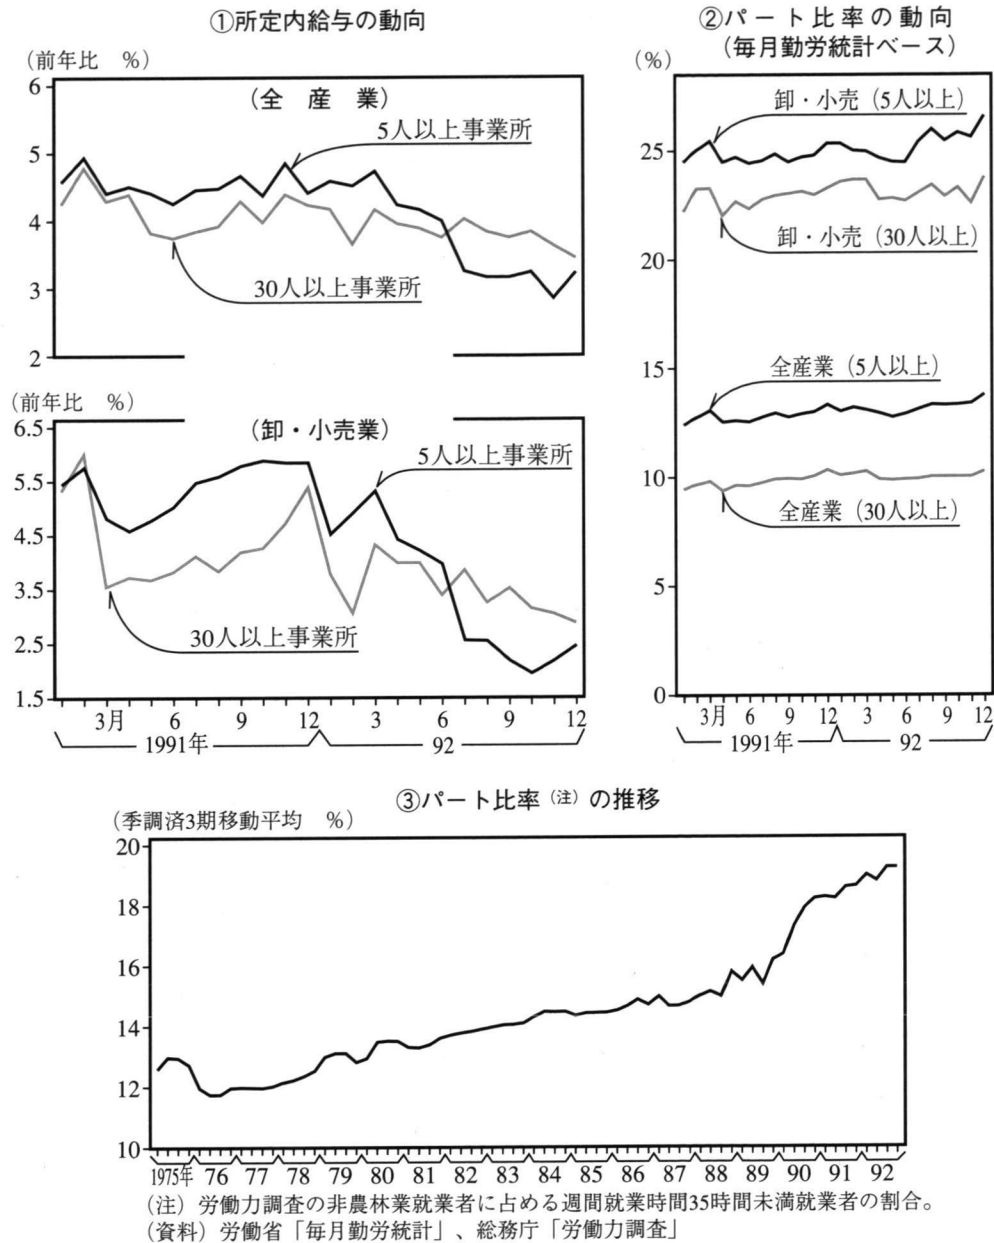 ①所定内給与の動向
(前年比 %)
(全 産 業)
5人以上事業所
30人以上事業所
6
5
4
3
2
(前年比 %)
(卸・小売業)
5人以上事業所
30人以上事業所
6.5
5.5
4.5
3.5
2.5
1.5
3月 6 9 12 3 6 9 12
1991年 92
②パート比率の動向
(毎月勤労統計ベース)
(%)
卸・小売(5人以上)
卸・小売(30人以上)
全産業(5人以上)
全産業(30人以上)
25
20
15
10
5
0
3月 6 9 12 3 6 9 12
1991年 92
③パート比率(注)の推移
(季調済3期移動平均 %)
20
18
16
14
12
10
1975年 76 77 78 79 80 81 82 83 84 85 86 87 88 89 90 91 92
(注)労働力調査の非農林業就業者に占める週間就業時間35時間未満就業者の割合。
(資料)労働省「毎月勤労統計」、総務庁「労働力調査」